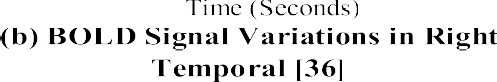 Time (Seconds)
(b) BOLD Signal Variations in Right
Temporal [36]